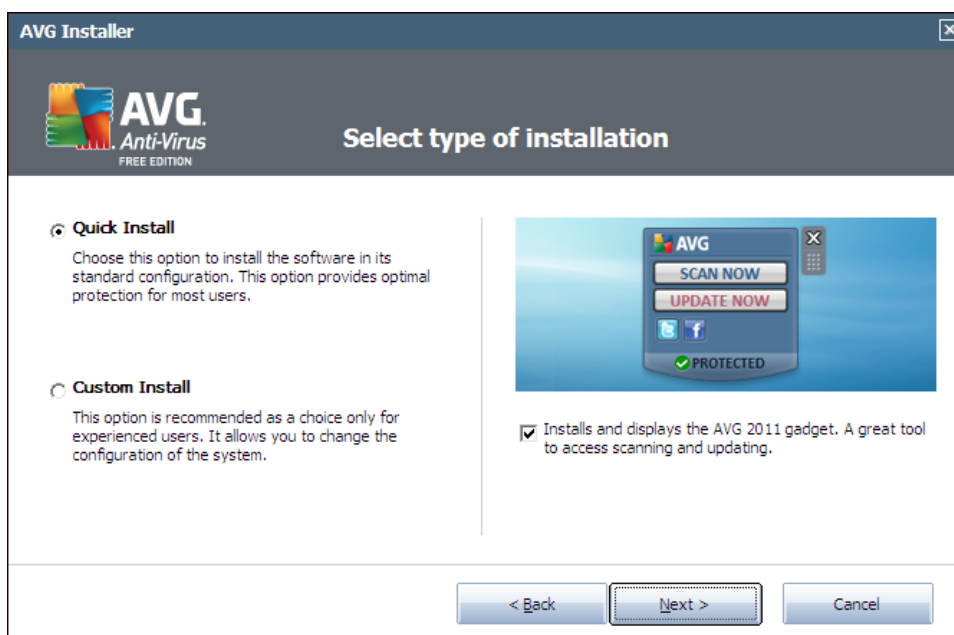 AVG Installer
AVG.
Anti-Virus
FREE EDITION
Select type of installation
Quick Install
Choose this option to install the software in its
standard configuration. This option provides optimal
protection for most users.
Custom Install
This option is recommended as a choice only for
experienced users. It allows you to change the
configuration of the system.
AVG
SCAN NOW
UPDATE NOW
PROTECTED
Installs and displays the AVG 2011 gadget. A great tool
to access scanning and updating.
< Back
Next >
Cancel